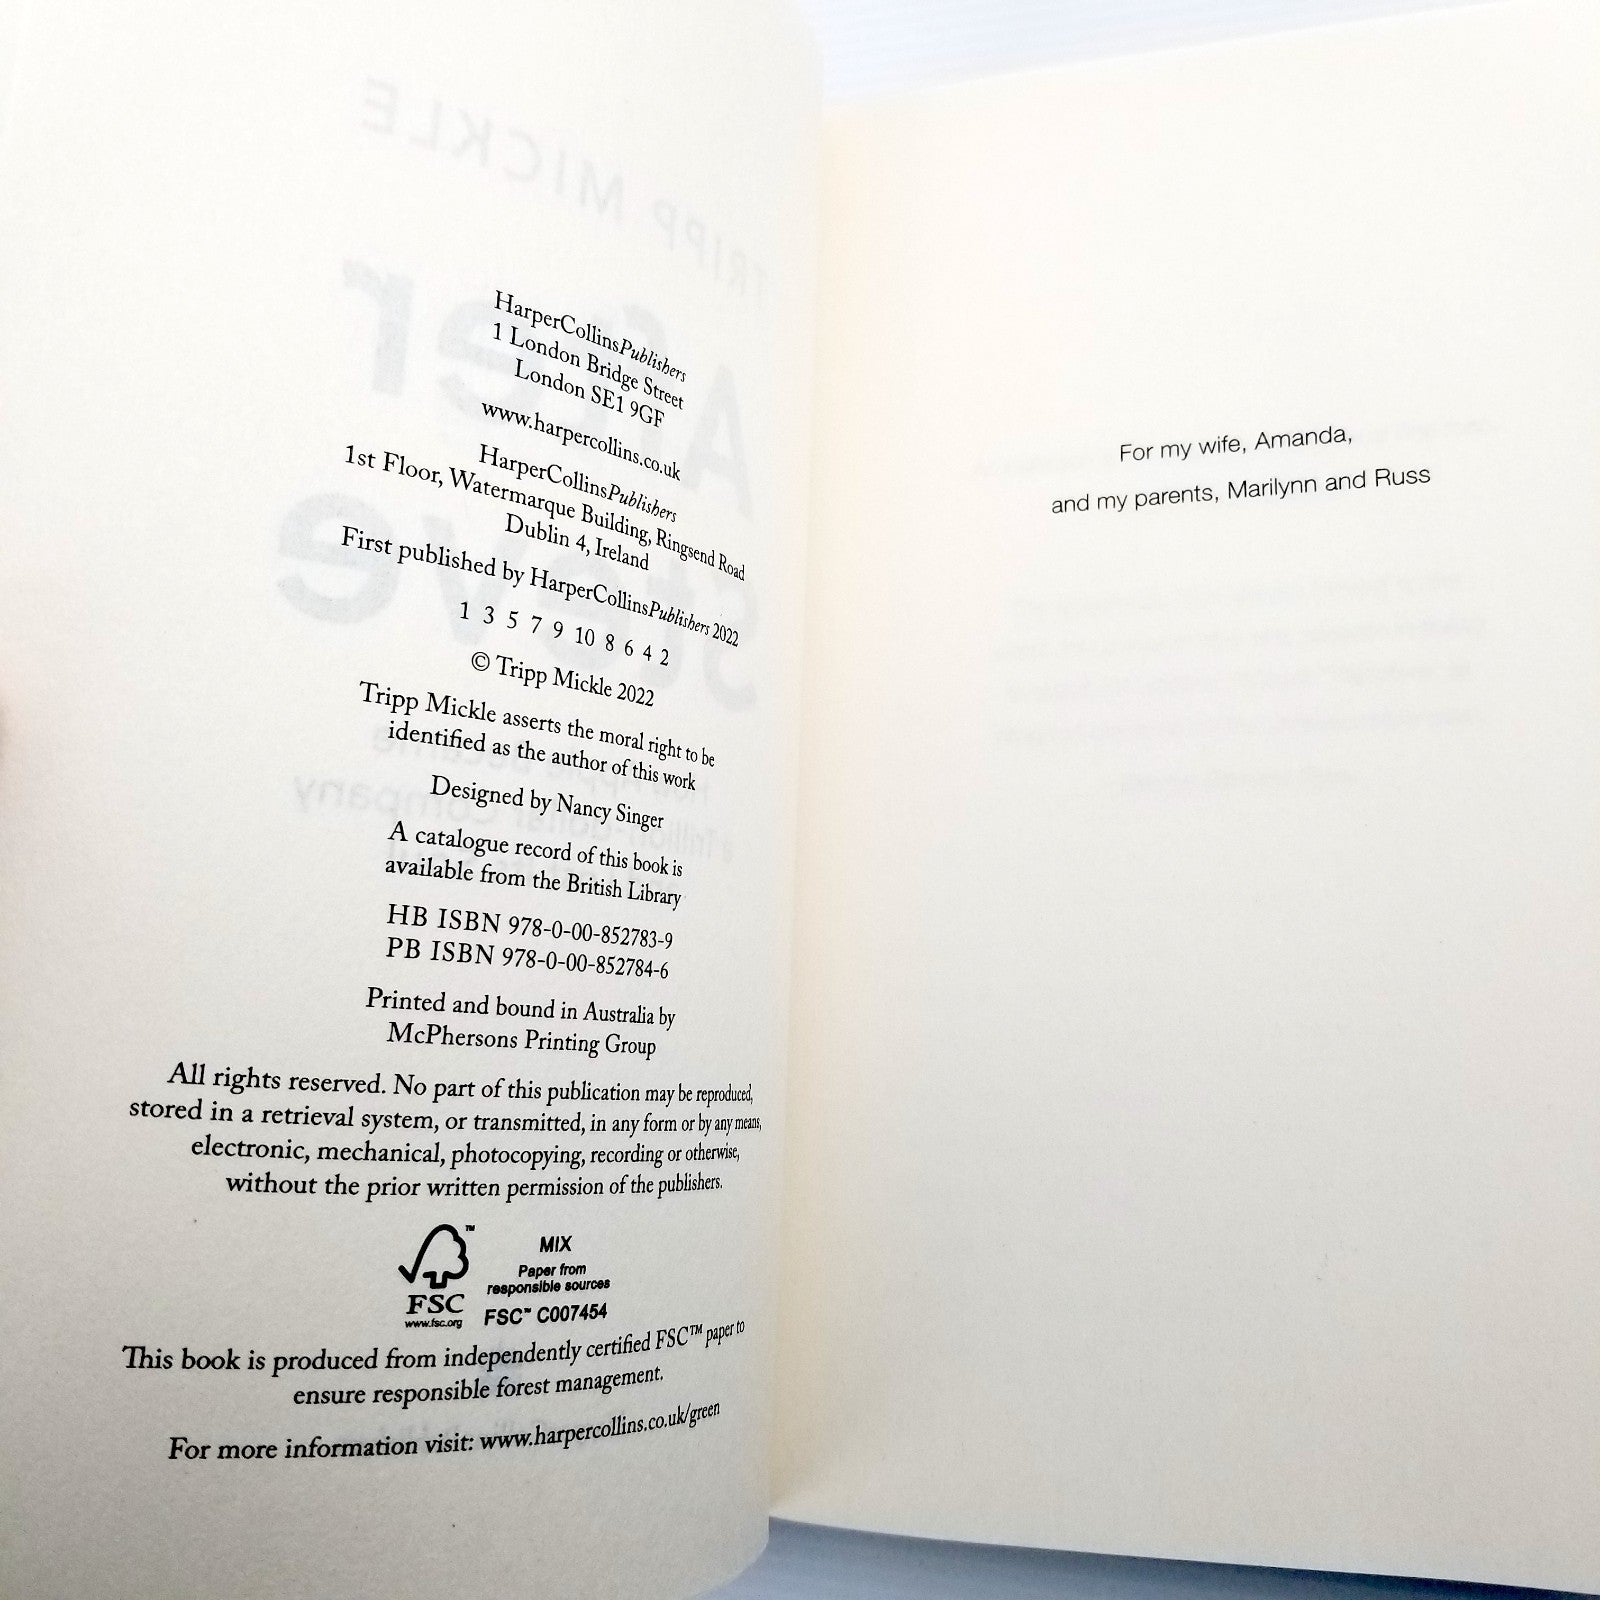 HarperCollinsPublishers
1 London Bridge Street
London SE1 9GF
www.harpercollins.co.uk
HarperCollinsPublishers
1st Floor, Watermarque Building, Ringsend Road
Dublin 4, Ireland
First published by HarperCollinsPublishers 2022
1 3 5 7 9 10 8 6 4 2
© Tripp Mickle 2022
Tripp Mickle asserts the moral right to be
identified as the author of this work
Designed by Nancy Singer
A catalogue record of this book is
available from the British Library
HB ISBN 978-0-00-852783-9
PB ISBN 978-0-00-852784-6
Printed and bound in Australia by
McPhersons Printing Group
All rights reserved. No part of this publication may be reproduced,
stored in a retrieval system, or transmitted, in any form or by any means,
electronic, mechanical, photocopying, recording or otherwise,
without the prior written permission of the publishers.
FSC™
www.fsc.org
MIX
Paper from
responsible sources
FSC™ C007454
This book is produced from independently certified FSC™ paper to
ensure responsible forest management.
For more information visit: www.harpercollins.co.uk/green
For my wife, Amanda,
and my parents, Marilynn and Russ
TRIPP MICKLE
After
Steve